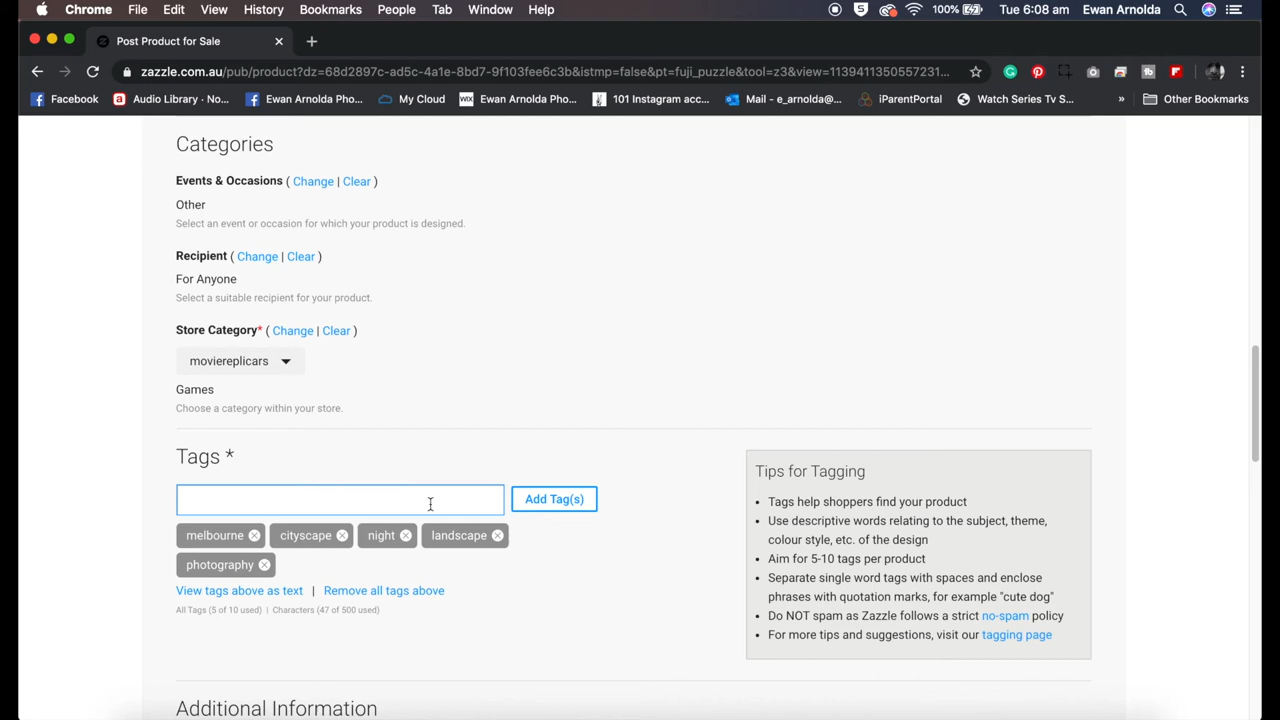 Chrome File Edit View History Bookmarks People Tab Window Help 100% Tue 6:08 am Ewan Arnolda
Post Product for Sale
zazzle.com.au/pub/product?dz=68d2897c-ad5c-4a1e-8bd7-9f103fee6c3b&istmp=false&pt=fuji_puzzle&tool=z3&view=1139411350557231...
Facebook Audio Library - No... Ewan Arnolda Pho... My Cloud WIX Ewan Arnolda Pho... 101 Instagram acc... Mail - e_arnolda@... iParentPortal Watch Series Tv S... » Other Bookmarks
Categories
Events & Occasions ( Change | Clear )
Other
Select an event or occasion for which your product is designed.
Recipient ( Change | Clear )
For Anyone
Select a suitable recipient for your product.
Store Category* ( Change | Clear )
moviereplicars
Games
Choose a category within your store.
Tags *
Add Tag(s)
melbourne cityscape night landscape
photography
View tags above as text | Remove all tags above
All Tags (5 of 10 used) | Characters (47 of 500 used)
Tips for Tagging
• Tags help shoppers find your product
• Use descriptive words relating to the subject, theme,
colour style, etc. of the design
• Aim for 5-10 tags per product
• Separate single word tags with spaces and enclose
phrases with quotation marks, for example "cute dog"
• Do NOT spam as Zazzle follows a strict no-spam policy
• For more tips and suggestions, visit our tagging page
Additional Information